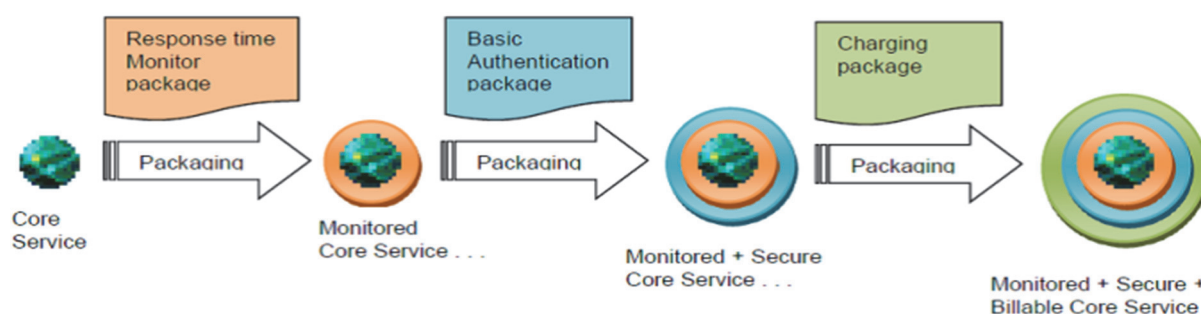 Response time
Monitor
package
Basic
Authentication
package
Charging
package
Packaging
Packaging
Packaging
Core
Service
Monitored
Core Service . . .
Monitored + Secure
Core Service . . .
Monitored + Secure +
Billable Core Service